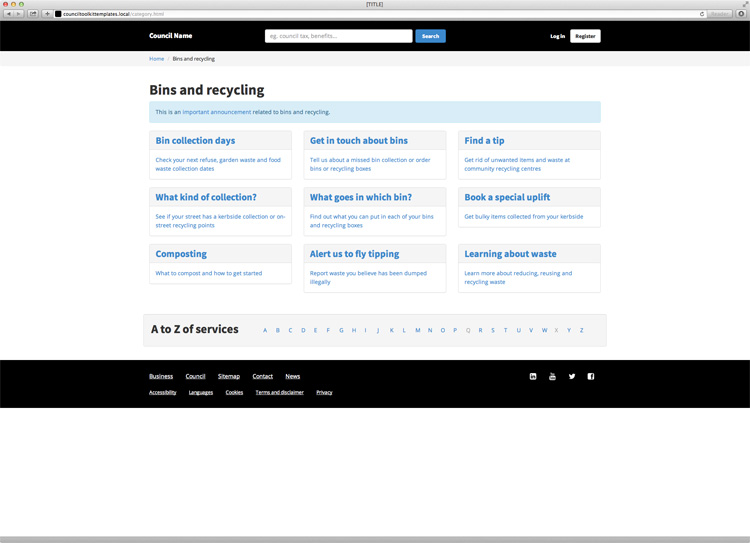 [TITLE]
counciltoolkittemplates.local/category.html
Reader
Council Name
eg. council tax, benefits...
Search
Log in
Register
Home / Bins and recycling
Bins and recycling
This is an important announcement related to bins and recycling.
Bin collection days
Check your next refuse, garden waste and food
waste collection dates
Get in touch about bins
Tell us about a missed bin collection or order
bins or recycling boxes
Find a tip
Get rid of unwanted items and waste at
community recycling centres
What kind of collection?
See if your street has a kerbside collection or on-
street recycling points
What goes in which bin?
Find out what you can put in each of your bins
and recycling boxes
Book a special uplift
Get bulky items collected from your kerbside
Composting
What to compost and how to get started
Alert us to fly tipping
Report waste you believe has been dumped
illegally
Learning about waste
Learn more about reducing, reusing and
recycling waste
A to Z of services
A B C D E F G H I J K L M N O P Q R S T U V W X Y Z
Business Council Sitemap Contact News
Accessibility Languages Cookies Terms and disclaimer Privacy